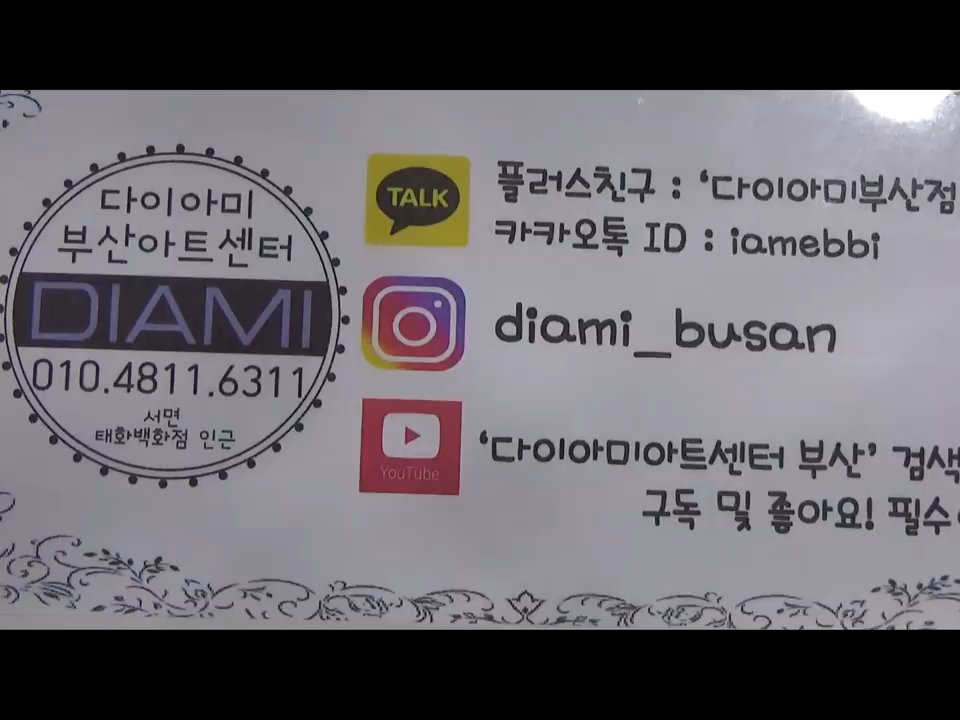 다이아미
부산아트센터
DIAMI
010.4811.6311
서면
태화백화점 인근
TALK
플러스친구 : '다이아미부산점
카카오톡 ID : iamebbi
diami_busan
YouTube
'다이아미아트센터 부산' 검색
구독 및 좋아요! 필수